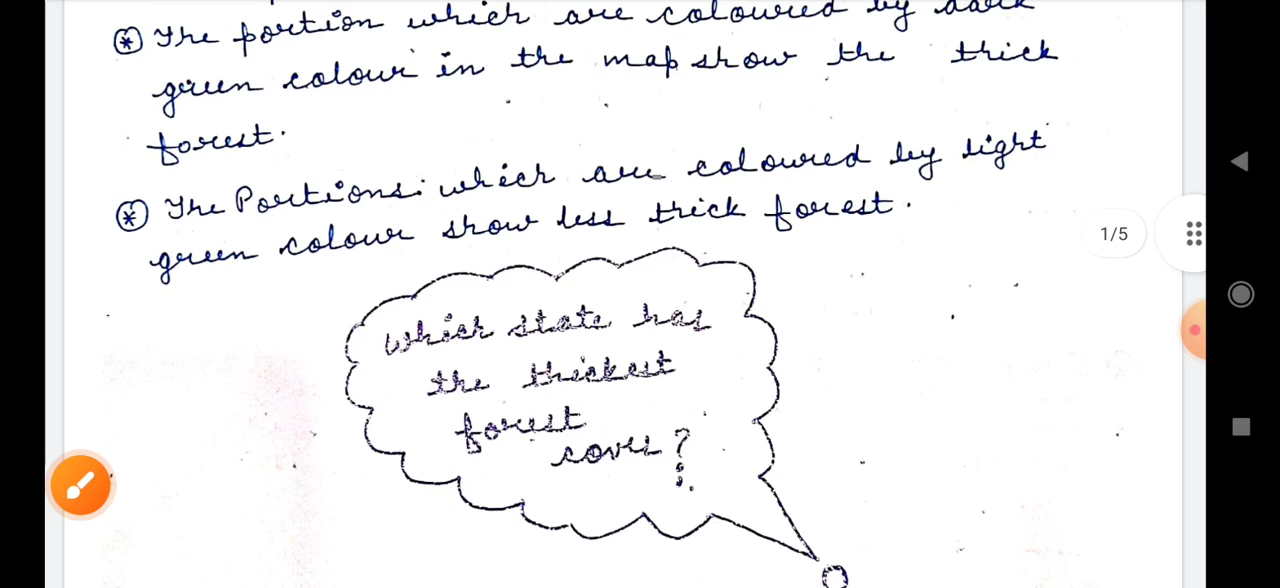 ⊛ The portion which are coloured by dark
green colour in the map show the thick
forest.
⊛ The Portions which are coloured by light
green colour show less thick forest.
1/5
Which state has
the thickest
forest
cover?